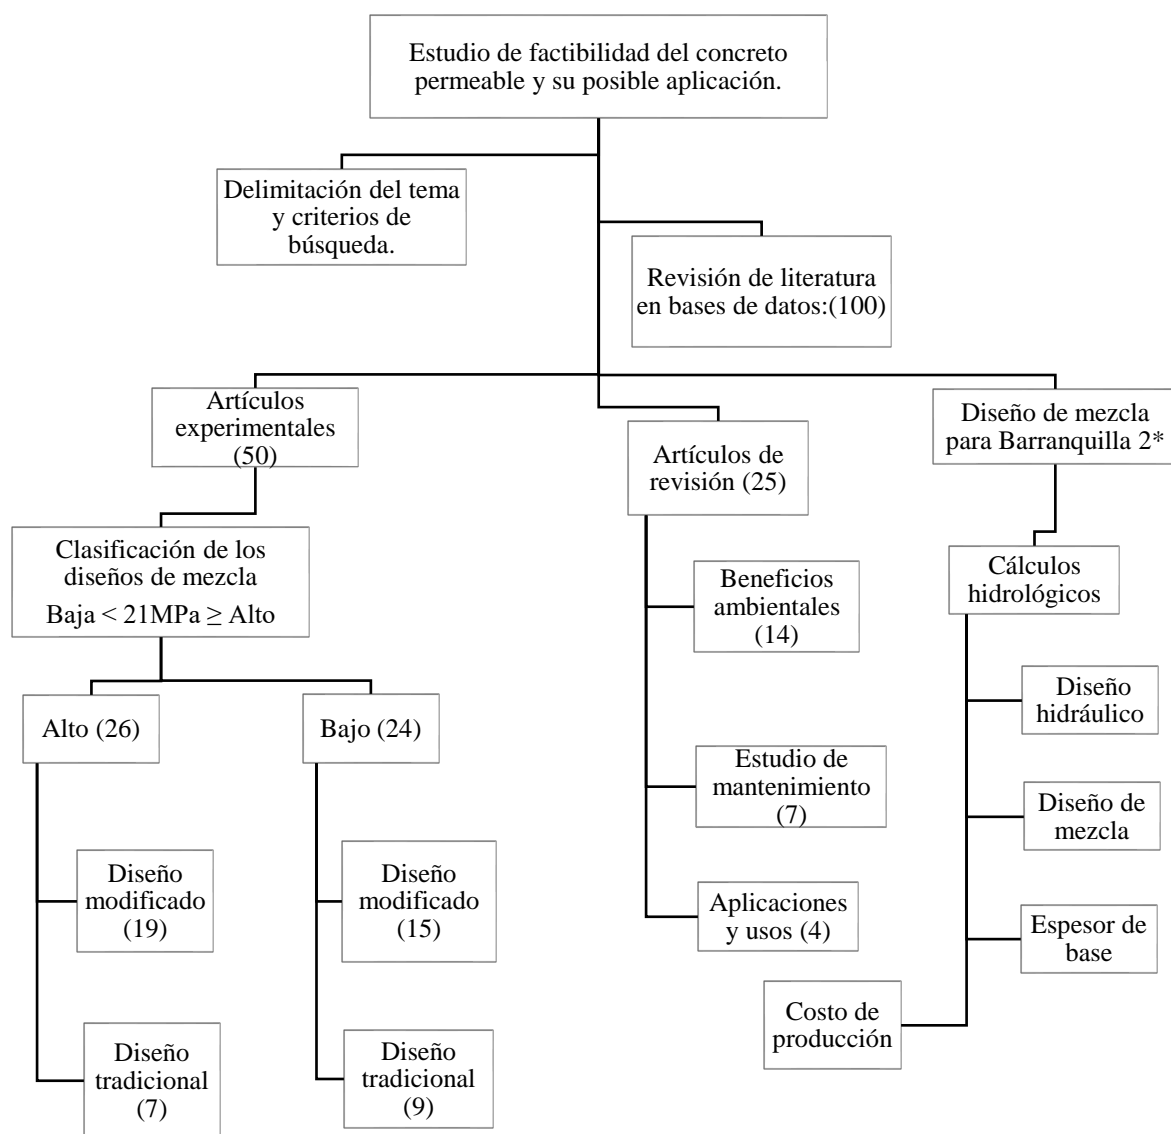 Estudio de factibilidad del concreto
permeable y su posible aplicación.
Delimitación del tema
y criterios de
búsqueda.
Revisión de literatura
en bases de datos:(100)
Artículos
experimentales
(50)
Artículos de
revisión (25)
Diseño de mezcla
para Barranquilla 2*
Clasificación de los
diseños de mezcla
Baja < 21MPa ≥ Alto
Alto (26)
Bajo (24)
Diseño
modificado
(19)
Diseño
tradicional
(7)
Diseño
modificado
(15)
Diseño
tradicional
(9)
Beneficios
ambientales
(14)
Estudio de
mantenimiento
(7)
Aplicaciones
y usos (4)
Cálculos
hidrológicos
Diseño
hidráulico
Diseño de
mezcla
Espesor de
base
Costo de
producción